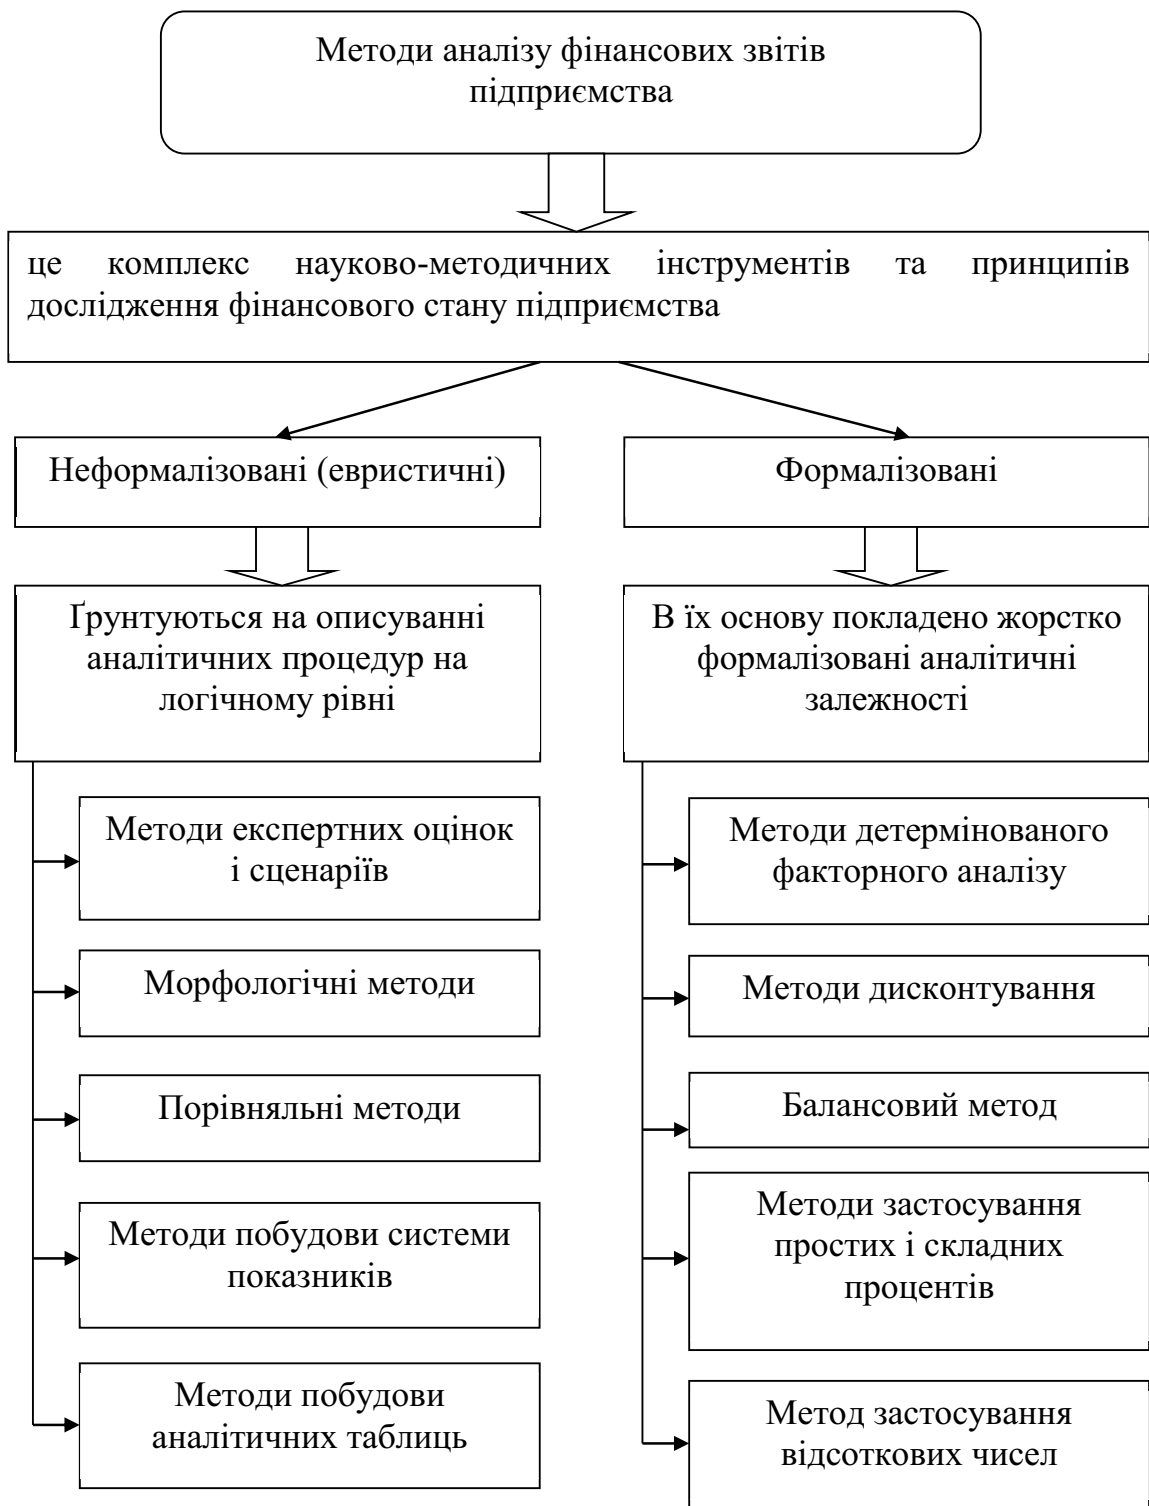 Методи аналізу фінансових звітів
підприємства
це комплекс науково-методичних інструментів та принципів
дослідження фінансового стану підприємства
Неформалізовані (евристичні)
Формалізовані
Ґрунтуються на описуванні
аналітичних процедур на
логічному рівні
В їх основу покладено жорстко
формалізовані аналітичні
залежності
Методи експертних оцінок
і сценаріїв
Морфологічні методи
Порівняльні методи
Методи побудови системи
показників
Методи побудови
аналітичних таблиць
Методи детермінованого
факторного аналізу
Методи дисконтування
Балансовий метод
Методи застосування
простих і складних
процентів
Метод застосування
відсоткових чисел